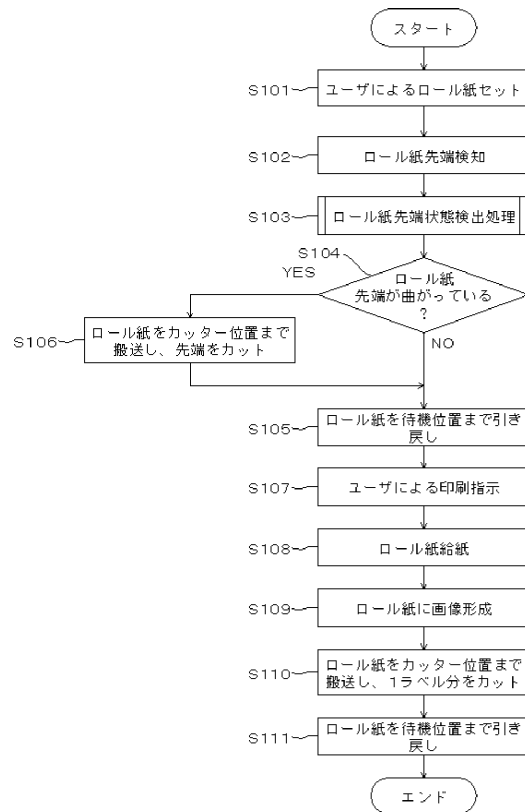 スタート
S101
ユーザによるロール紙セット
S102
ロール紙先端検知
S103
ロール紙先端状態検出処理
S104
YES
ロール紙
先端が曲がっている
?
NO
S106
ロール紙をカッター位置まで
搬送し、先端をカット
S105
ロール紙を待機位置まで引き
戻し
S107
ユーザによる印刷指示
S108
ロール紙給紙
S109
ロール紙に画像形成
S110
ロール紙をカッター位置まで
搬送し、1ラベル分をカット
S111
ロール紙を待機位置まで引き
戻し
エンド